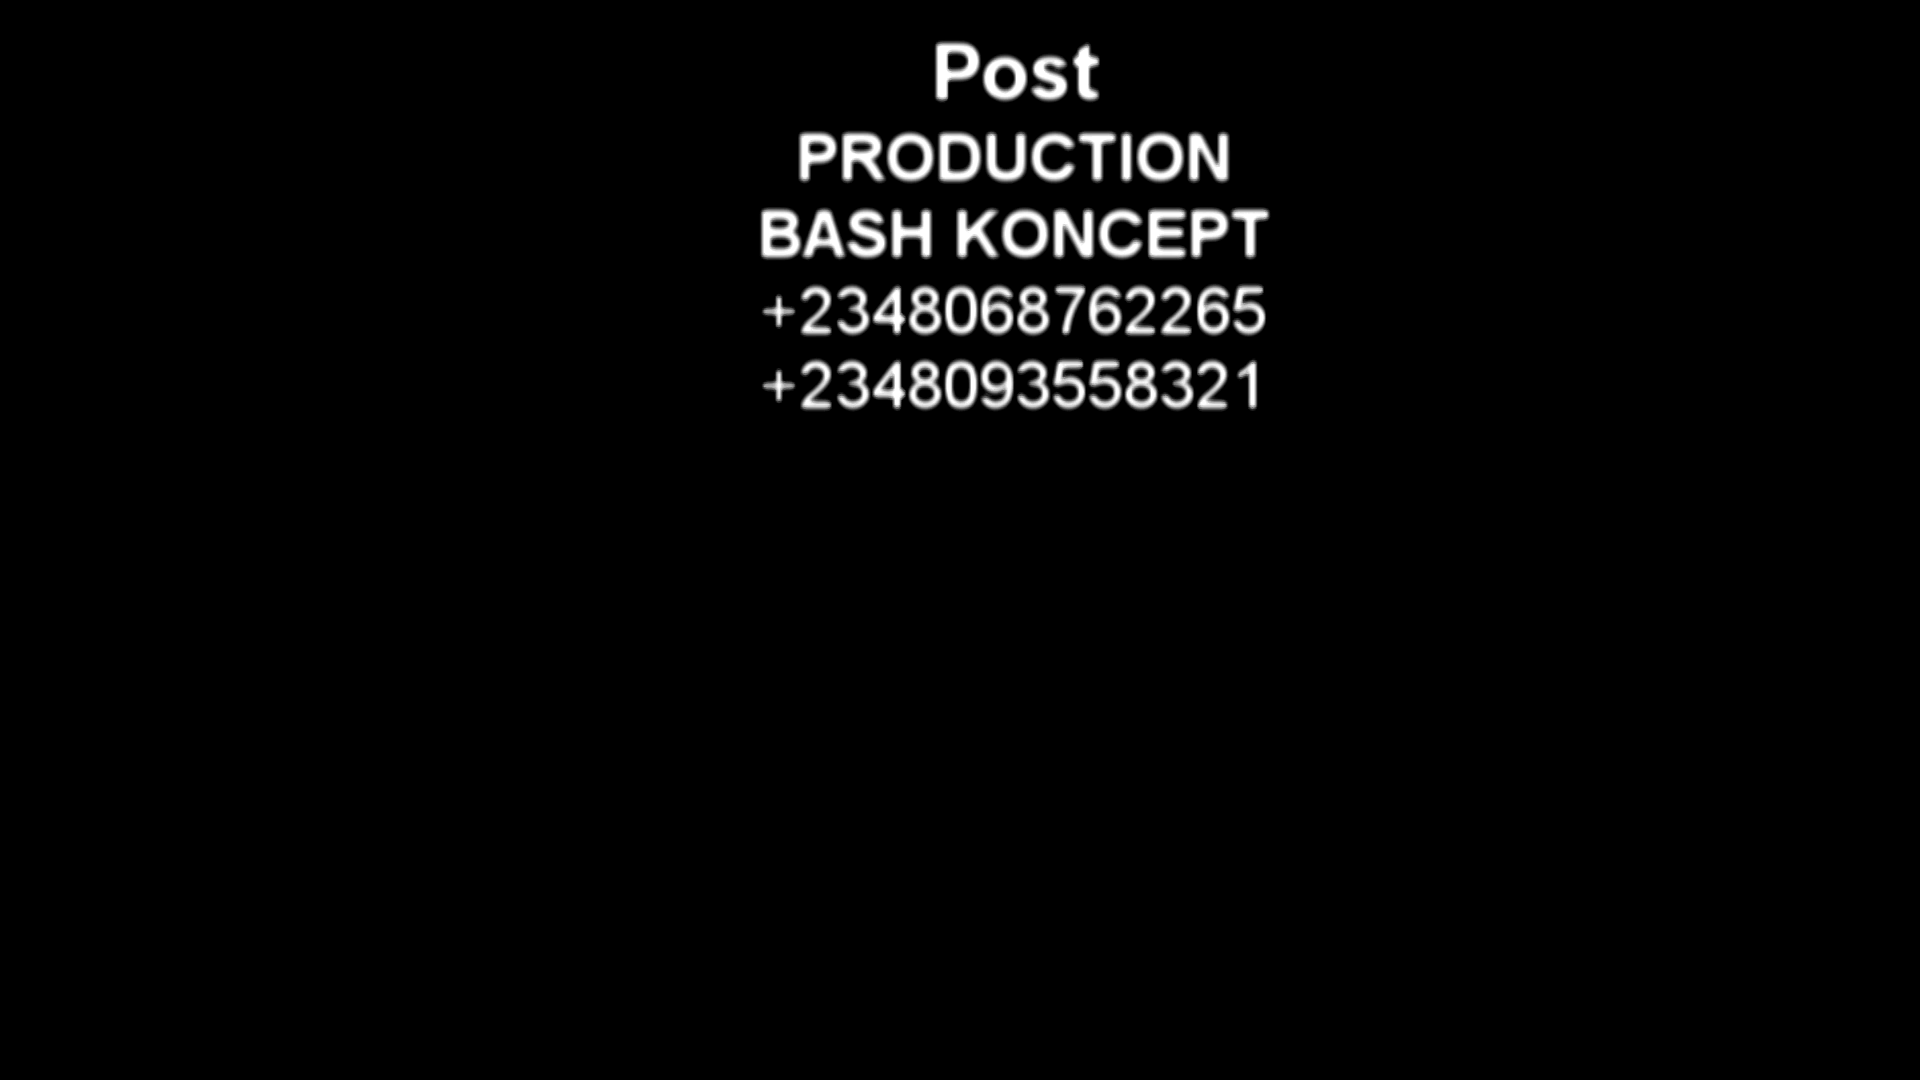 Post
PRODUCTION
BASH KONCEPT
+2348068762265
+2348093558321